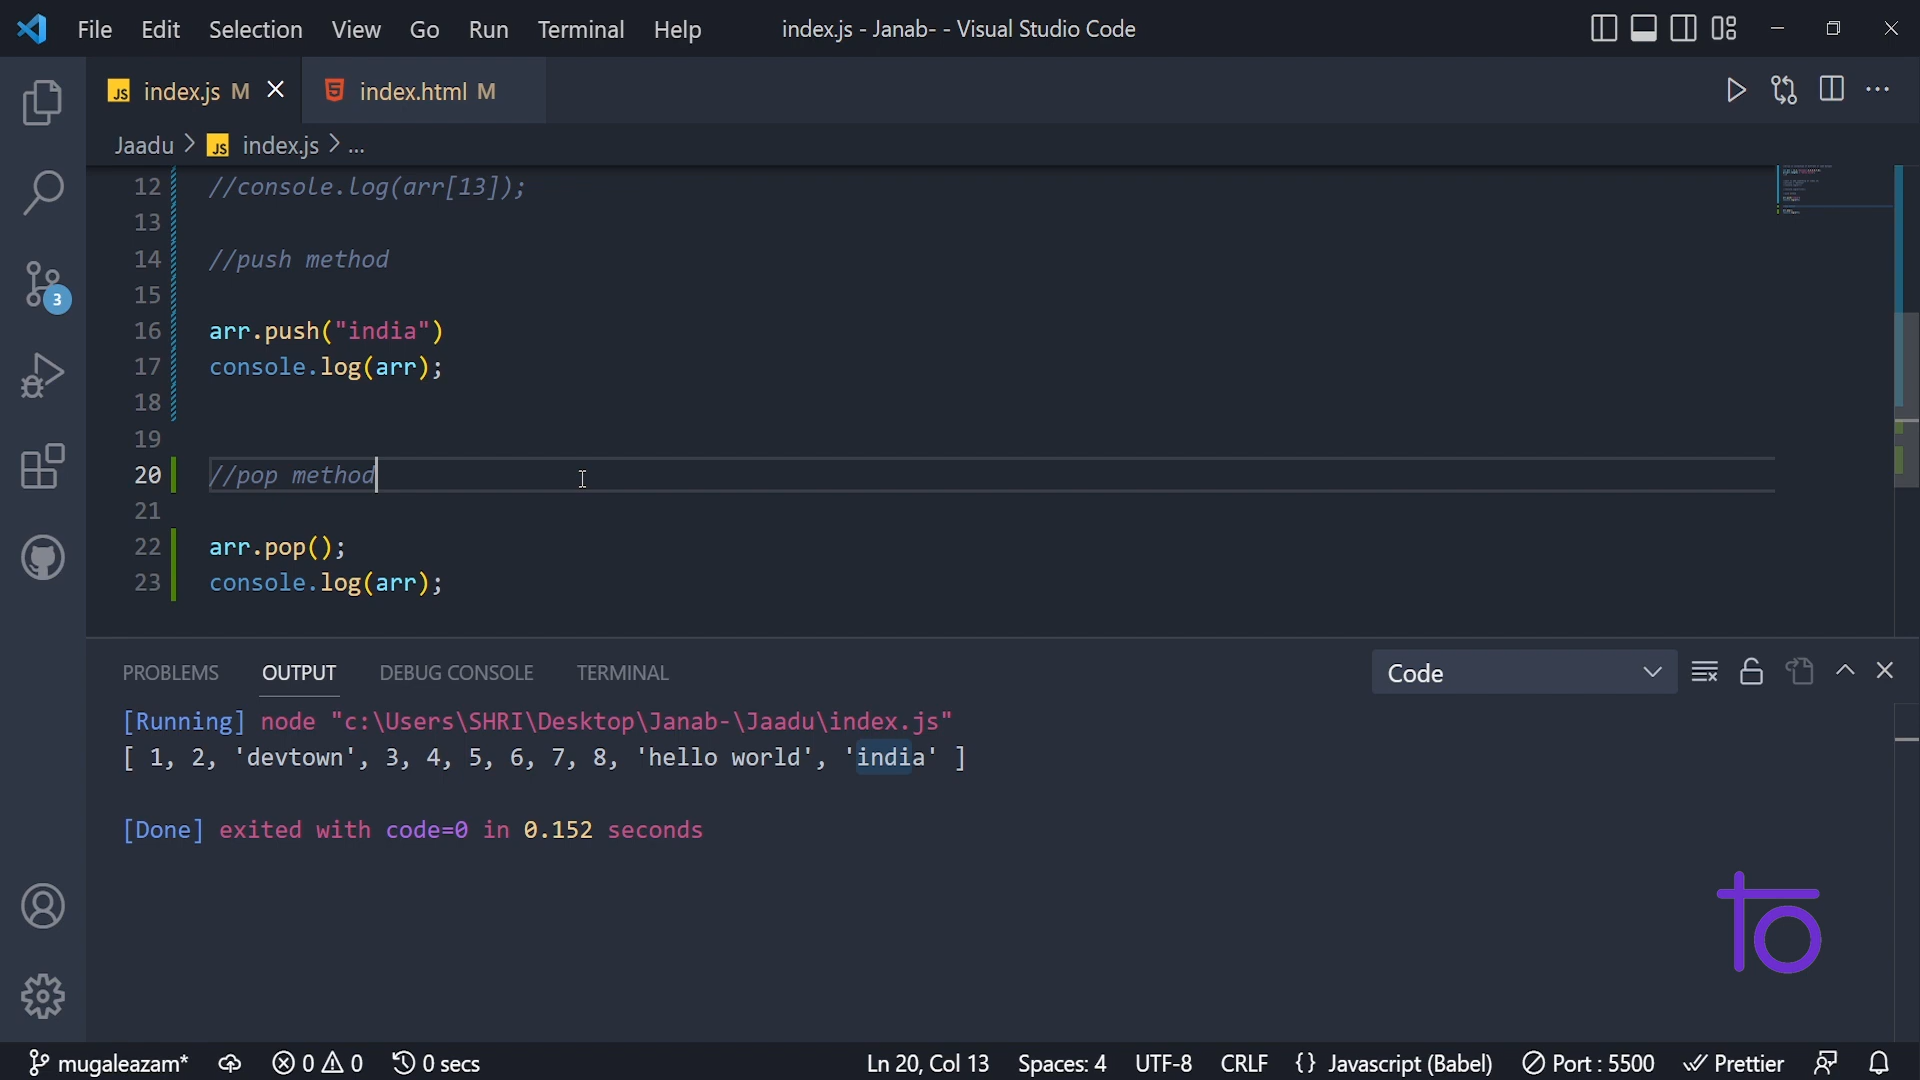 File Edit Selection View Go Run Terminal Help index.js - Janab- - Visual Studio Code
JS index.js M index.html M
Jaadu > JS index.js > ...
12 //console.log(arr[13]);
13
14 //push method
15
16 arr.push("india")
17 console.log(arr);
18
19
20 //pop method
21
22 arr.pop();
23 console.log(arr);
3
PROBLEMS OUTPUT DEBUG CONSOLE TERMINAL Code
[Running] node "c:\Users\SHRI\Desktop\Janab-\Jaadu\index.js"
[ 1, 2, 'devtown', 3, 4, 5, 6, 7, 8, 'hello world', 'india' ]
[Done] exited with code=0 in 0.152 seconds
mugaleazam* 0 0 0 secs Ln 20, Col 13 Spaces: 4 UTF-8 CRLF {} Javascript (Babel) Port : 5500 Prettier